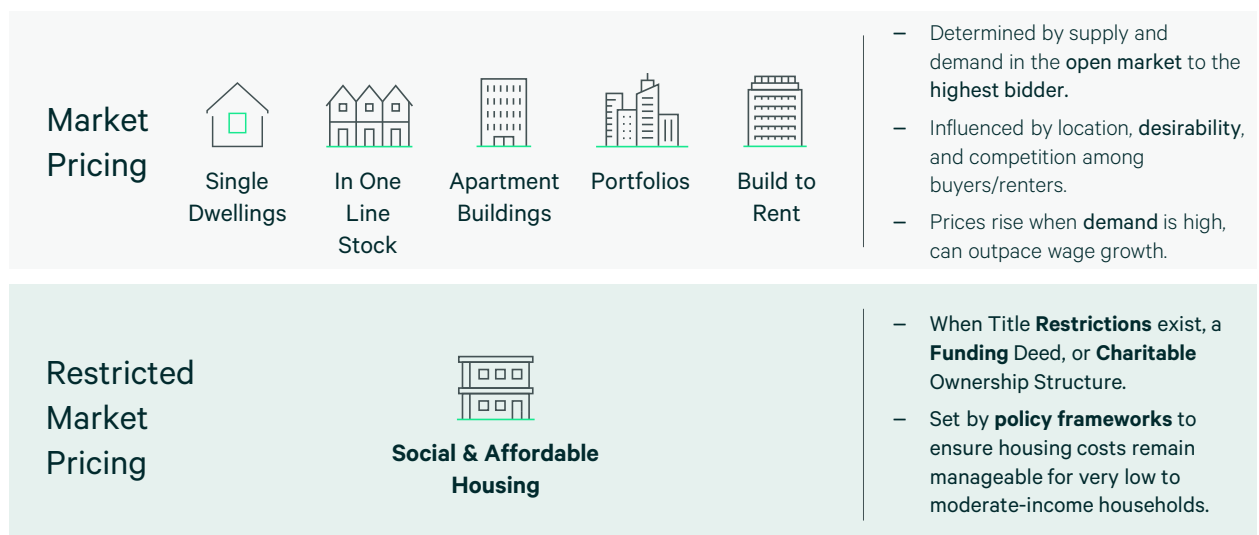 Market
Pricing
Single
Dwellings
In One
Line
Stock
Apartment
Buildings
Portfolios
Build to
Rent
– Determined by supply and
demand in the open market to the
highest bidder.
– Influenced by location, desirability,
and competition among
buyers/renters.
– Prices rise when demand is high,
can outpace wage growth.
Restricted
Market
Pricing
Social & Affordable
Housing
– When Title Restrictions exist, a
Funding Deed, or Charitable
Ownership Structure.
– Set by policy frameworks to
ensure housing costs remain
manageable for very low to
moderate-income households.